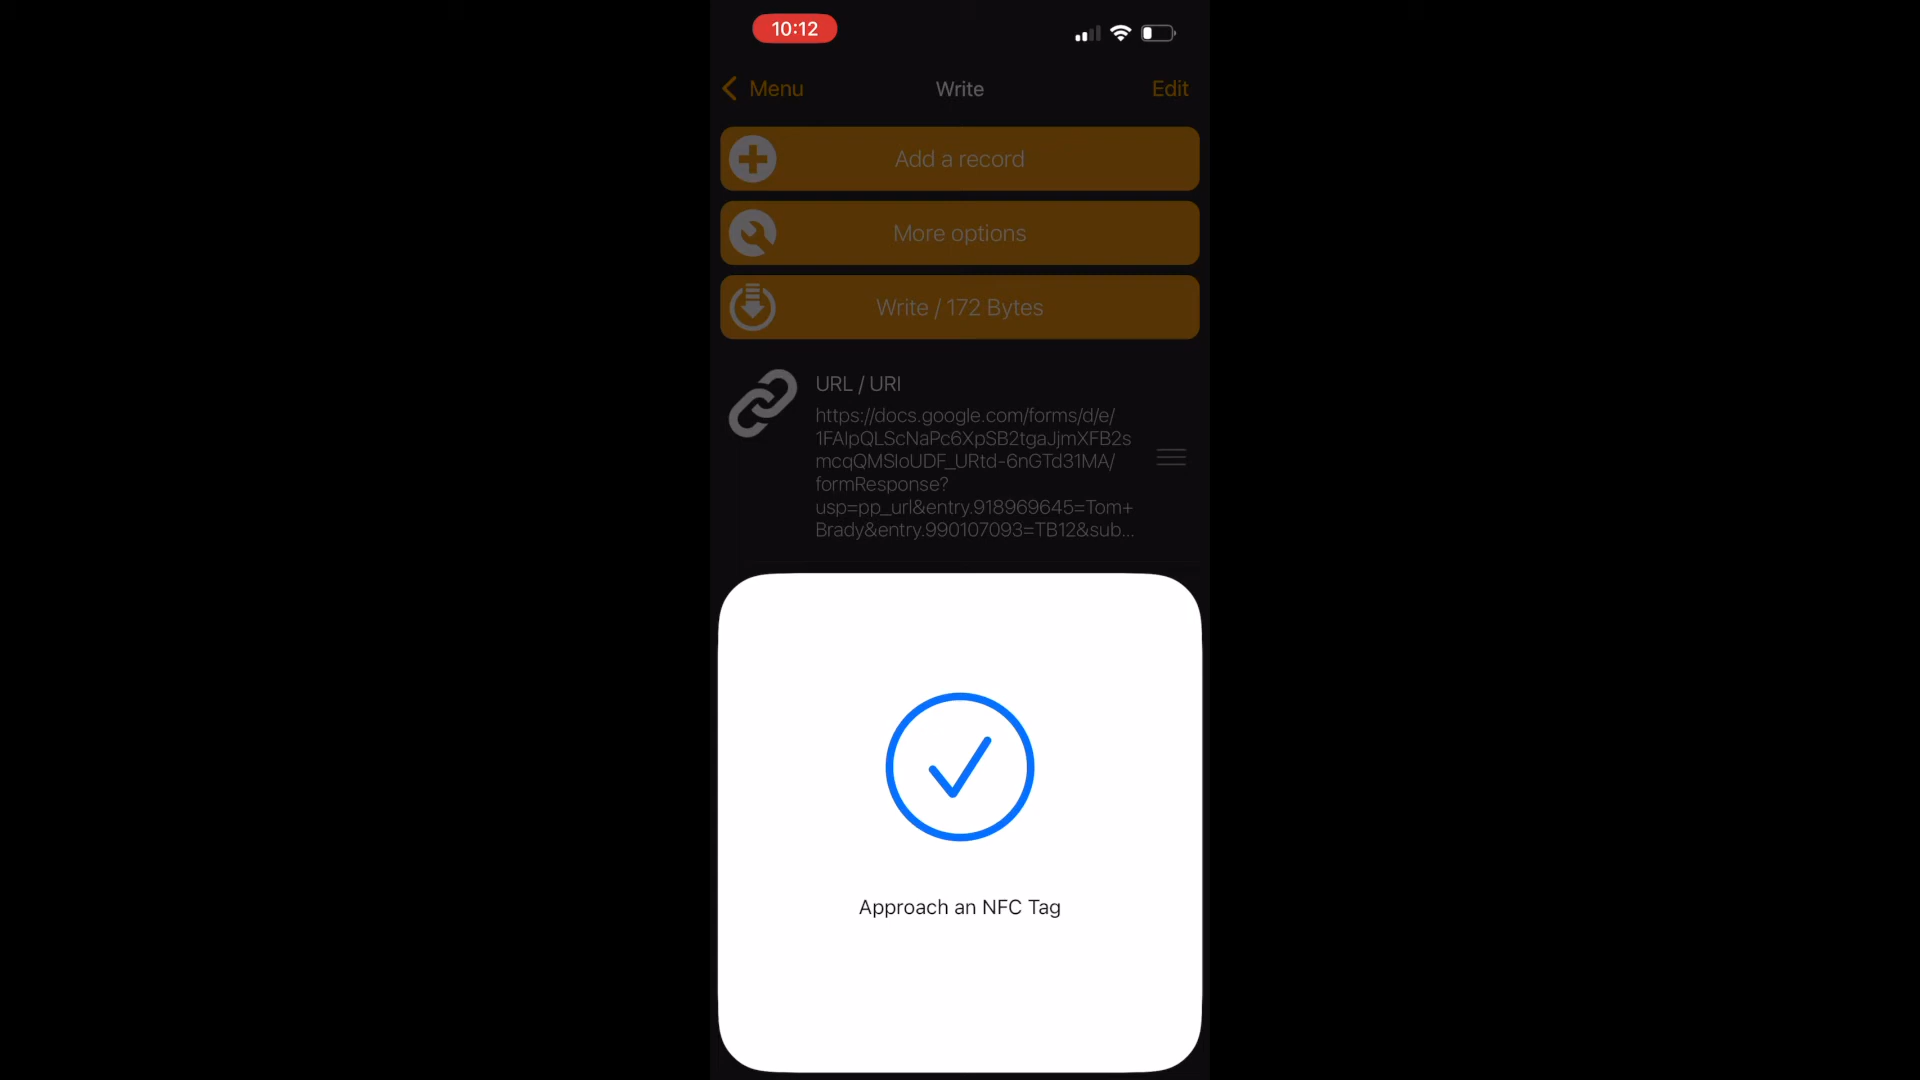 10:12
Menu
Write
Edit
Add a record
More options
Write / 172 Bytes
URL / URI
https://docs.google.com/forms/d/e/
1FAIpQLScNaPc6XpSB2tgaJjmXFB2s
mcqQMSIoUDF_URtd-6nGTd31MA/
formResponse?
usp=pp_url&entry.918969645=Tom+
Brady&entry.990107093=TB12&sub...
Approach an NFC Tag